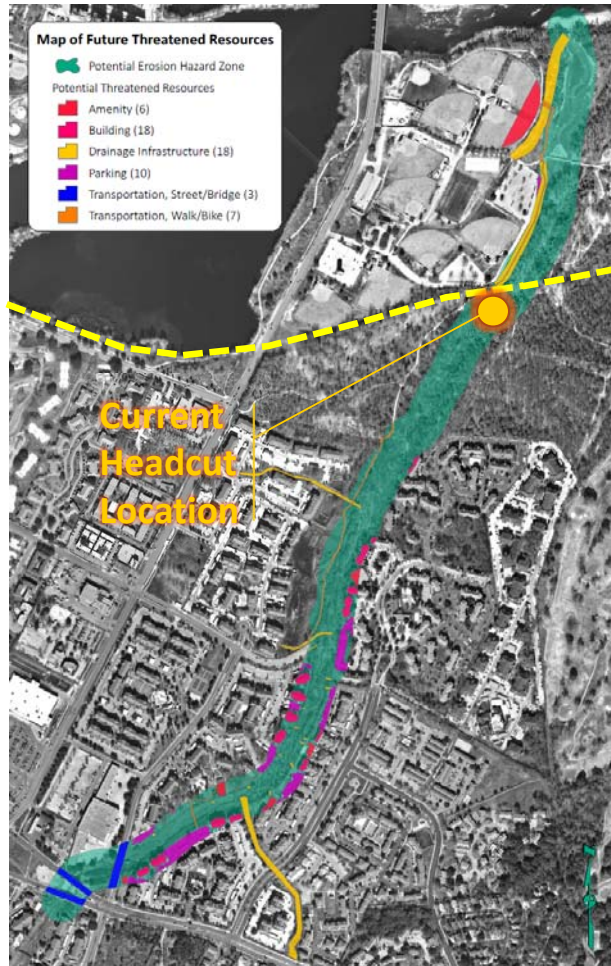 Map of Future Threatened Resources
Potential Erosion Hazard Zone
Potential Threatened Resources
Amenity (6)
Building (18)
Drainage Infrastructure (18)
Parking (10)
Transportation, Street/Bridge (3)
Transportation, Walk/Bike (7)
Current
Headcut
Location